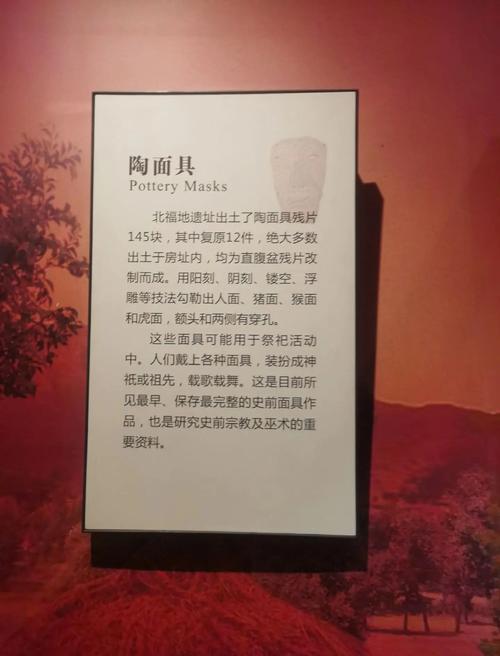 陶面具
Pottery Masks
北福地遗址出土了陶面具残片
145块，其中复原12件，绝大多数
出土于房址内，均为直腹盆残片改
制而成。用阳刻、阴刻、镂空、浮
雕等技法勾勒出人面、猪面、猴面
和虎面，额头和两侧有穿孔。
这些面具可能用于祭祀活动
中。人们戴上各种面具，装扮成神
祇或祖先，载歌载舞。这是目前所
见最早、保存最完整的史前面具作
品，也是研究史前宗教及巫术的重
要资料。